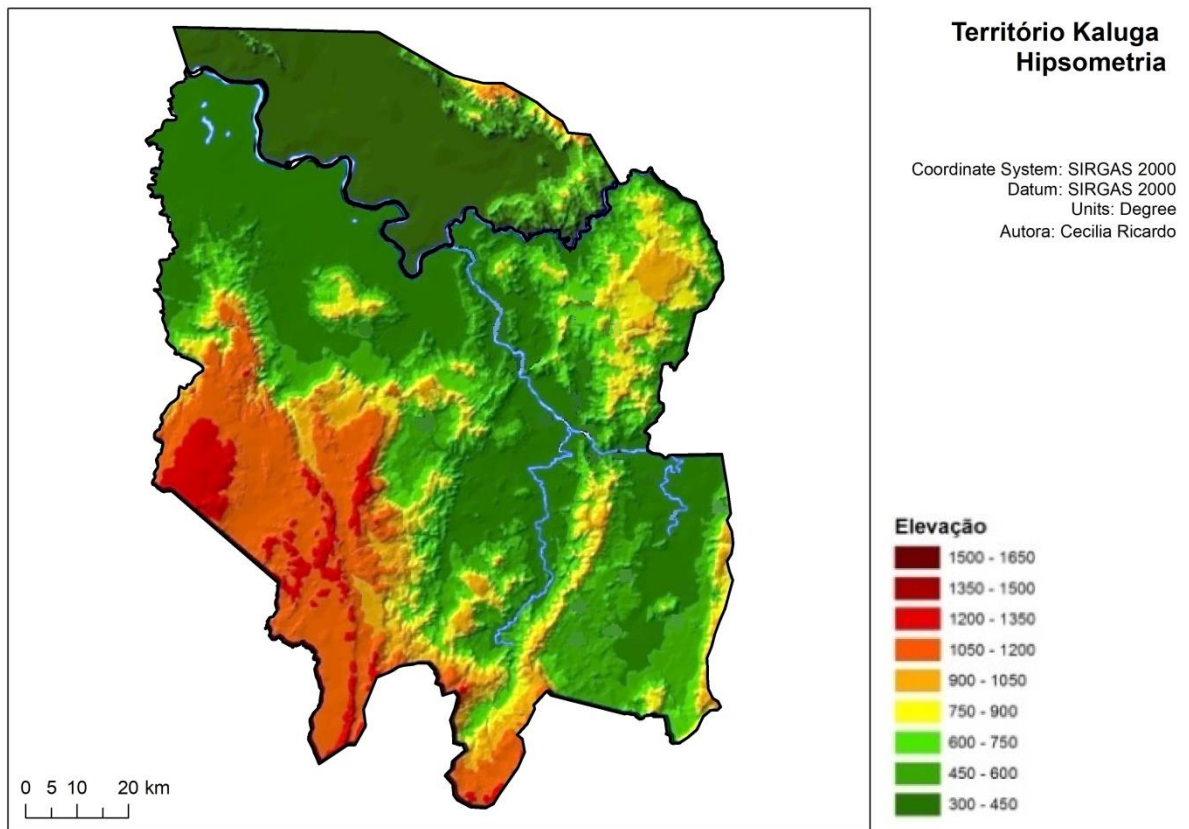 Território Kaluga
Hipsometria
Coordinate System: SIRGAS 2000
Datum: SIRGAS 2000
Units: Degree
Autora: Cecilia Ricardo
Elevação
1500 - 1650
1350 - 1500
1200 - 1350
1050 - 1200
900 - 1050
750 - 900
600 - 750
450 - 600
300 - 450
0 5 10 20 km